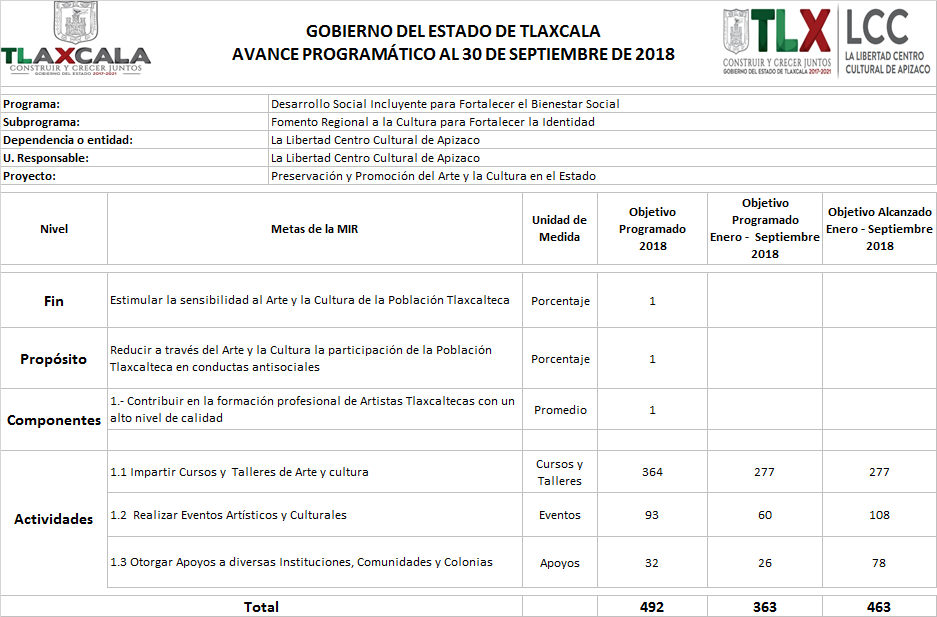 TLAXCALA
CONSTRUIR Y CRECER JUNTOS
GOBIERNO DEL ESTADO DE TLAXCALA 2017-2021
GOBIERNO DEL ESTADO DE TLAXCALA
AVANCE PROGRAMÁTICO AL 30 DE SEPTIEMBRE DE 2018
TLX
CONSTRUIR Y CRECER JUNTOS
GOBIERNO DEL ESTADO DE TLAXCALA 2017-2021
LCC
LA LIBERTAD CENTRO
CULTURAL DE APIZACO
Programa: Desarrollo Social Incluyente para Fortalecer el Bienestar Social
Subprograma: Fomento Regional a la Cultura para Fortalecer la Identidad
Dependencia o entidad: La Libertad Centro Cultural de Apizaco
U. Responsable: La Libertad Centro Cultural de Apizaco
Proyecto: Preservación y Promoción del Arte y la Cultura en el Estado
Nivel
Metas de la MIR
Unidad de
Medida
Objetivo
Programado
2018
Objetivo
Programado
Enero - Septiembre
2018
Objetivo Alcanzado
Enero - Septiembre
2018
Fin
Estimular la sensibilidad al Arte y la Cultura de la Población Tlaxcalteca
Porcentaje
1
Propósito
Reducir a través del Arte y la Cultura la participación de la Población
Tlaxcalteca en conductas antisociales
Porcentaje
1
Componentes
1.- Contribuir en la formación profesional de Artistas Tlaxcaltecas con un
alto nivel de calidad
Promedio
1
Actividades
1.1 Impartir Cursos y Talleres de Arte y cultura
Cursos y
Talleres
364
277
277
1.2 Realizar Eventos Artísticos y Culturales
Eventos
93
60
108
1.3 Otorgar Apoyos a diversas Instituciones, Comunidades y Colonias
Apoyos
32
26
78
Total
492
363
463